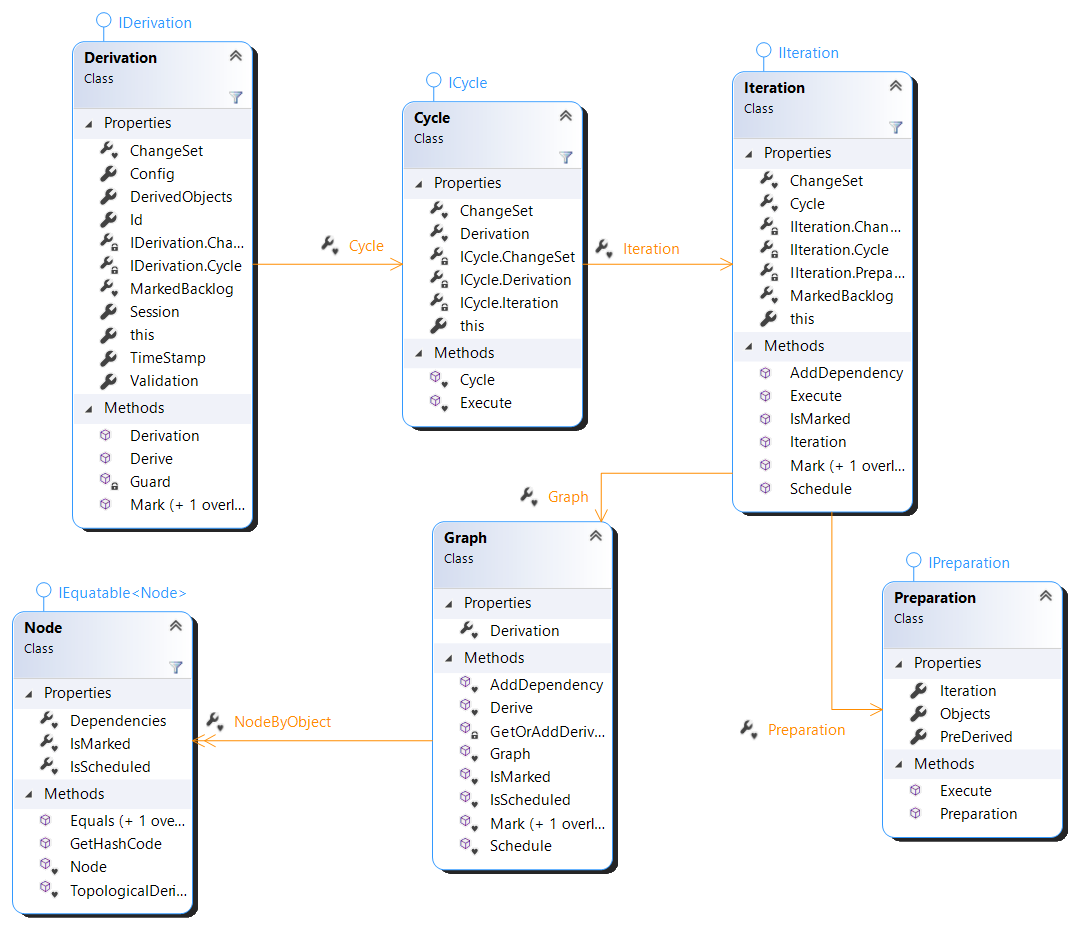 IDerivation
Derivation
Class
Properties
ChangeSet
Config
DerivedObjects
Id
IDerivation.Cha...
IDerivation.Cycle
MarkedBacklog
Session
this
TimeStamp
Validation
Methods
Derivation
Derive
Guard
Mark (+ 1 overl...
Cycle
ICycle
Cycle
Class
Properties
ChangeSet
Derivation
ICycle.ChangeSet
ICycle.Derivation
ICycle.Iteration
this
Methods
Cycle
Execute
Iteration
IIteration
Iteration
Class
Properties
ChangeSet
Cycle
IIteration.Chan...
IIteration.Cycle
IIteration.Prepa...
MarkedBacklog
this
Methods
AddDependency
Execute
IsMarked
Iteration
Mark (+ 1 overl...
Schedule
Graph
Graph
Class
Properties
Derivation
Methods
AddDependency
Derive
GetOrAddDeriv...
Graph
IsMarked
IsScheduled
Mark (+ 1 overl...
Schedule
NodeByObject
IEquatable<Node>
Node
Class
Properties
Dependencies
IsMarked
IsScheduled
Methods
Equals (+ 1 ove...
GetHashCode
Node
TopologicalDeri...
Preparation
IPreparation
Preparation
Class
Properties
Iteration
Objects
PreDerived
Methods
Execute
Preparation